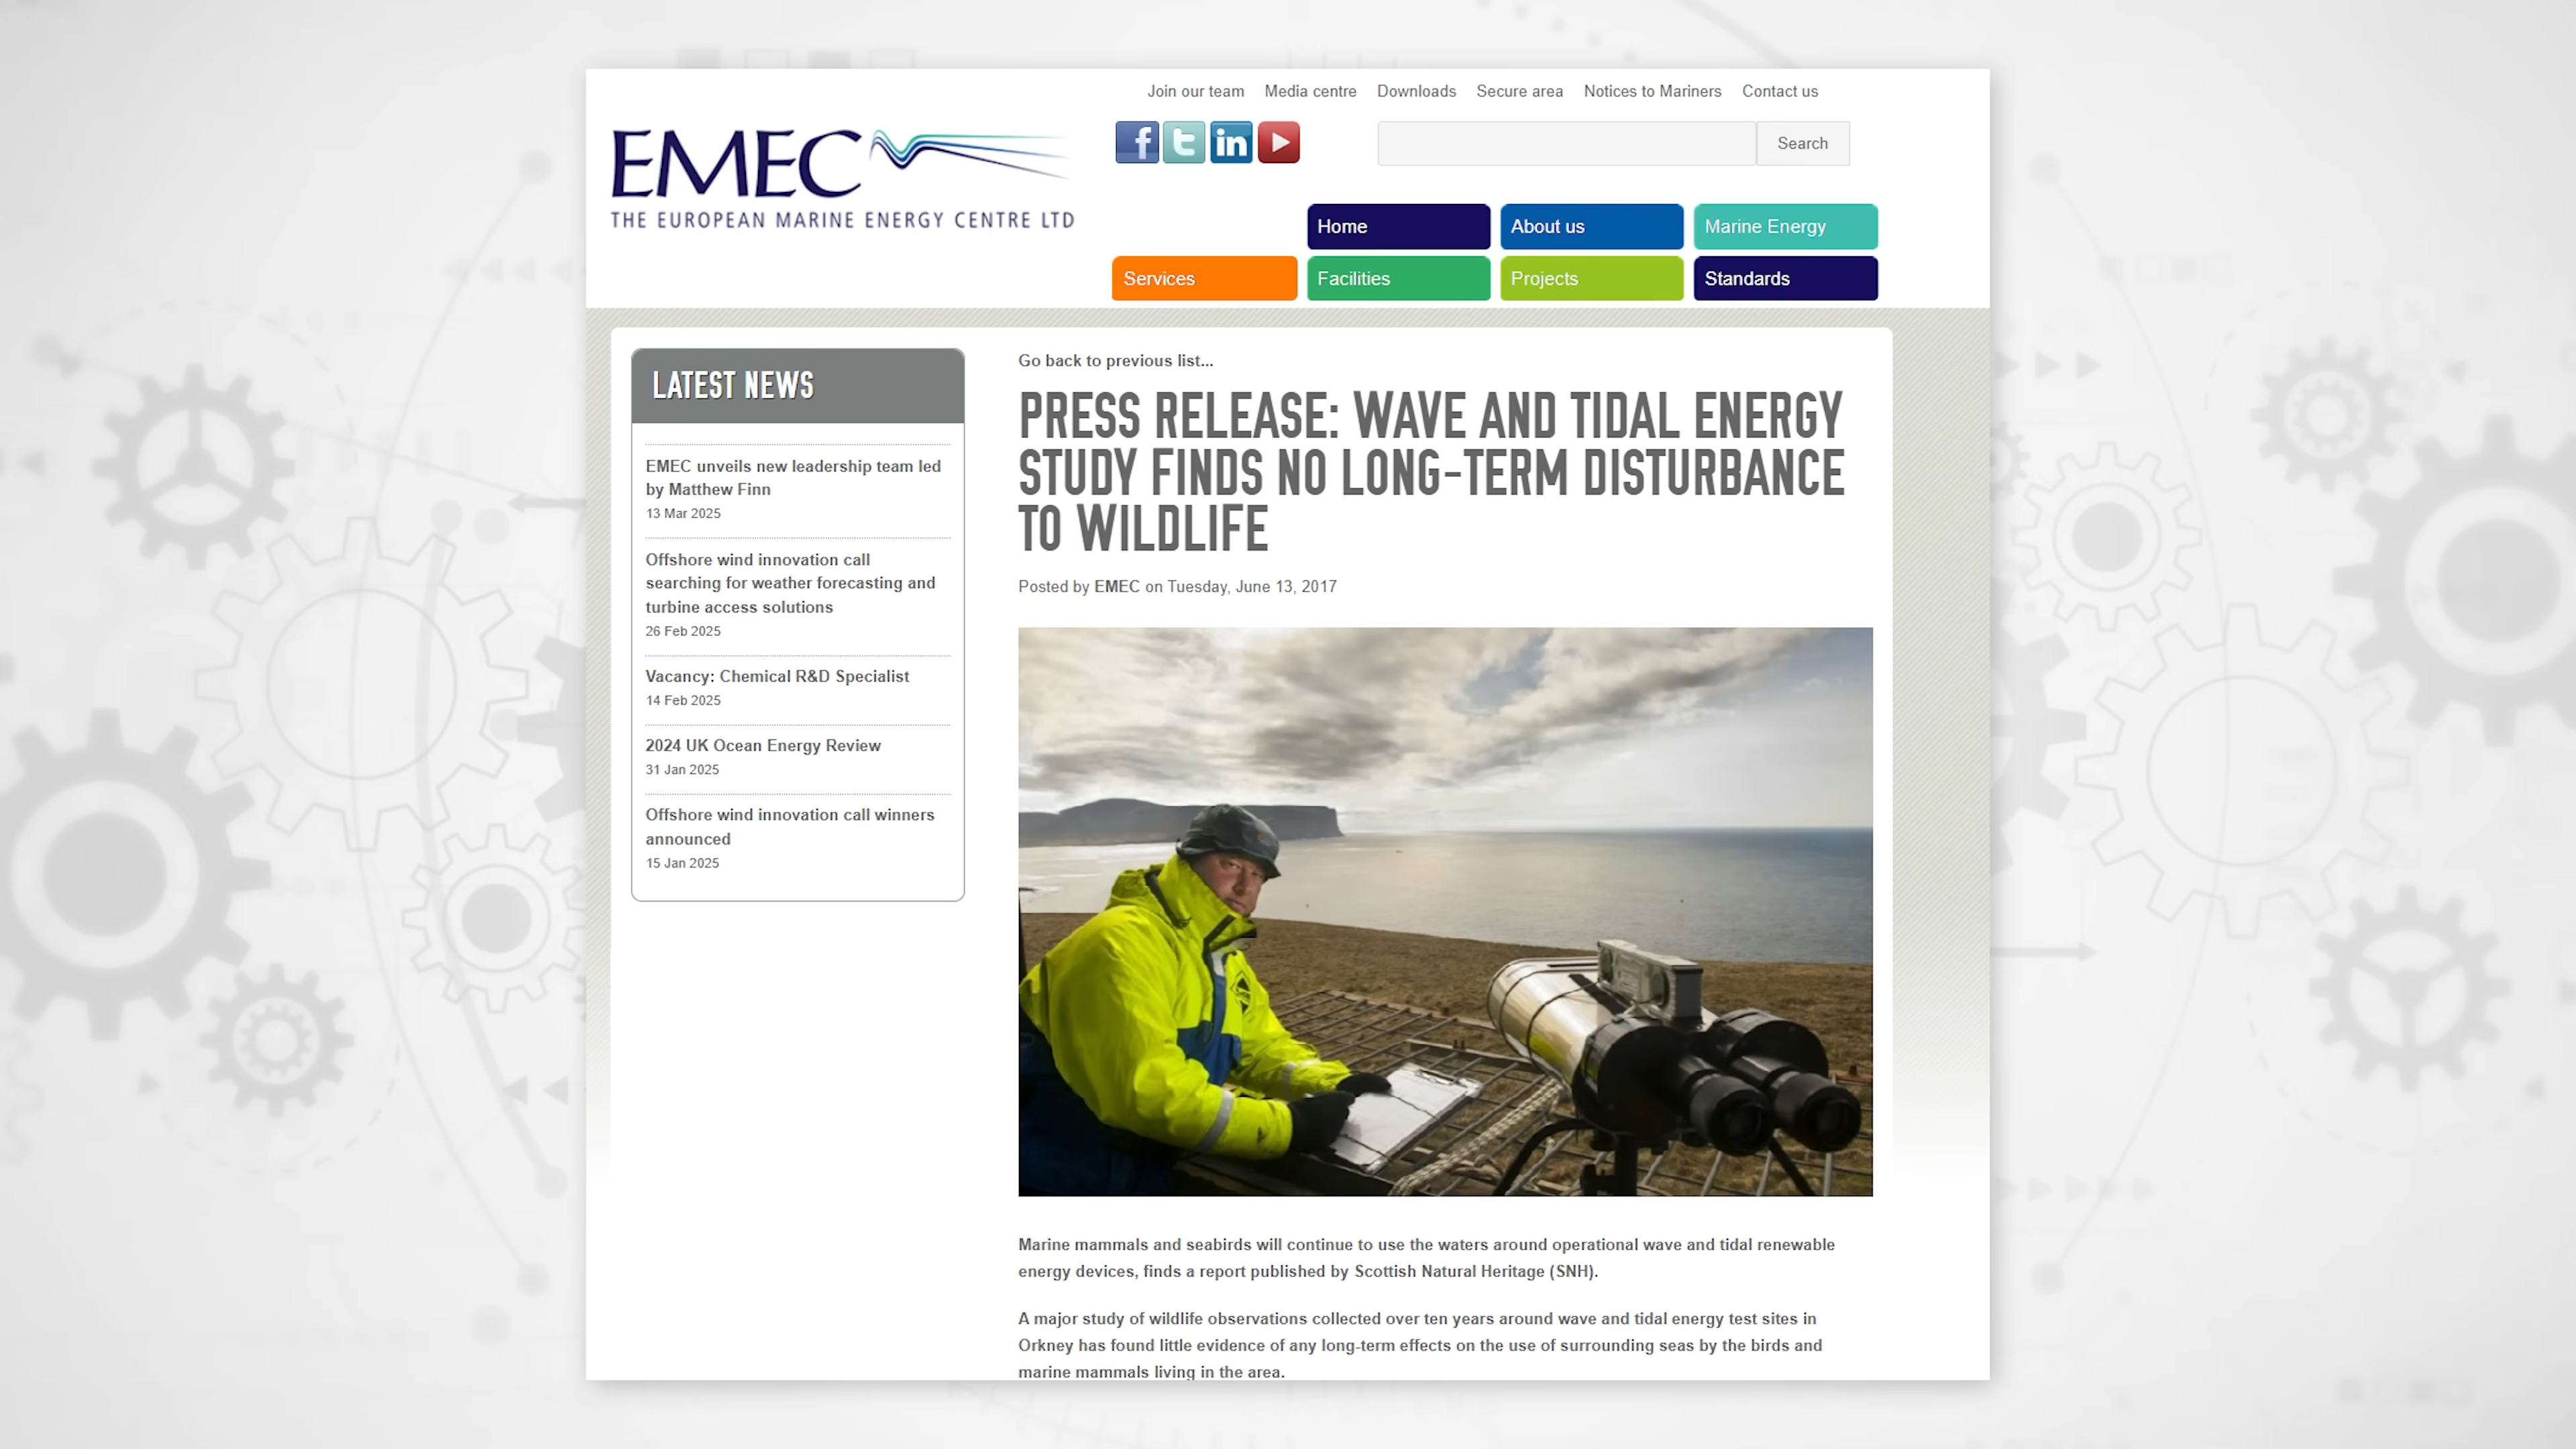 Join our team Media centre Downloads Secure area Notices to Mariners Contact us
EMEC
THE EUROPEAN MARINE ENERGY CENTRE LTD
f t in
Search
Home About us Marine Energy
Services Facilities Projects Standards
LATEST NEWS
EMEC unveils new leadership team led
by Matthew Finn
13 Mar 2025
Offshore wind innovation call
searching for weather forecasting and
turbine access solutions
26 Feb 2025
Vacancy: Chemical R&D Specialist
14 Feb 2025
2024 UK Ocean Energy Review
31 Jan 2025
Offshore wind innovation call winners
announced
15 Jan 2025
Go back to previous list...
PRESS RELEASE: WAVE AND TIDAL ENERGY
STUDY FINDS NO LONG-TERM DISTURBANCE
TO WILDLIFE
Posted by EMEC on Tuesday, June 13, 2017
Marine mammals and seabirds will continue to use the waters around operational wave and tidal renewable
energy devices, finds a report published by Scottish Natural Heritage (SNH).
A major study of wildlife observations collected over ten years around wave and tidal energy test sites in
Orkney has found little evidence of any long-term effects on the use of surrounding seas by the birds and
marine mammals living in the area.